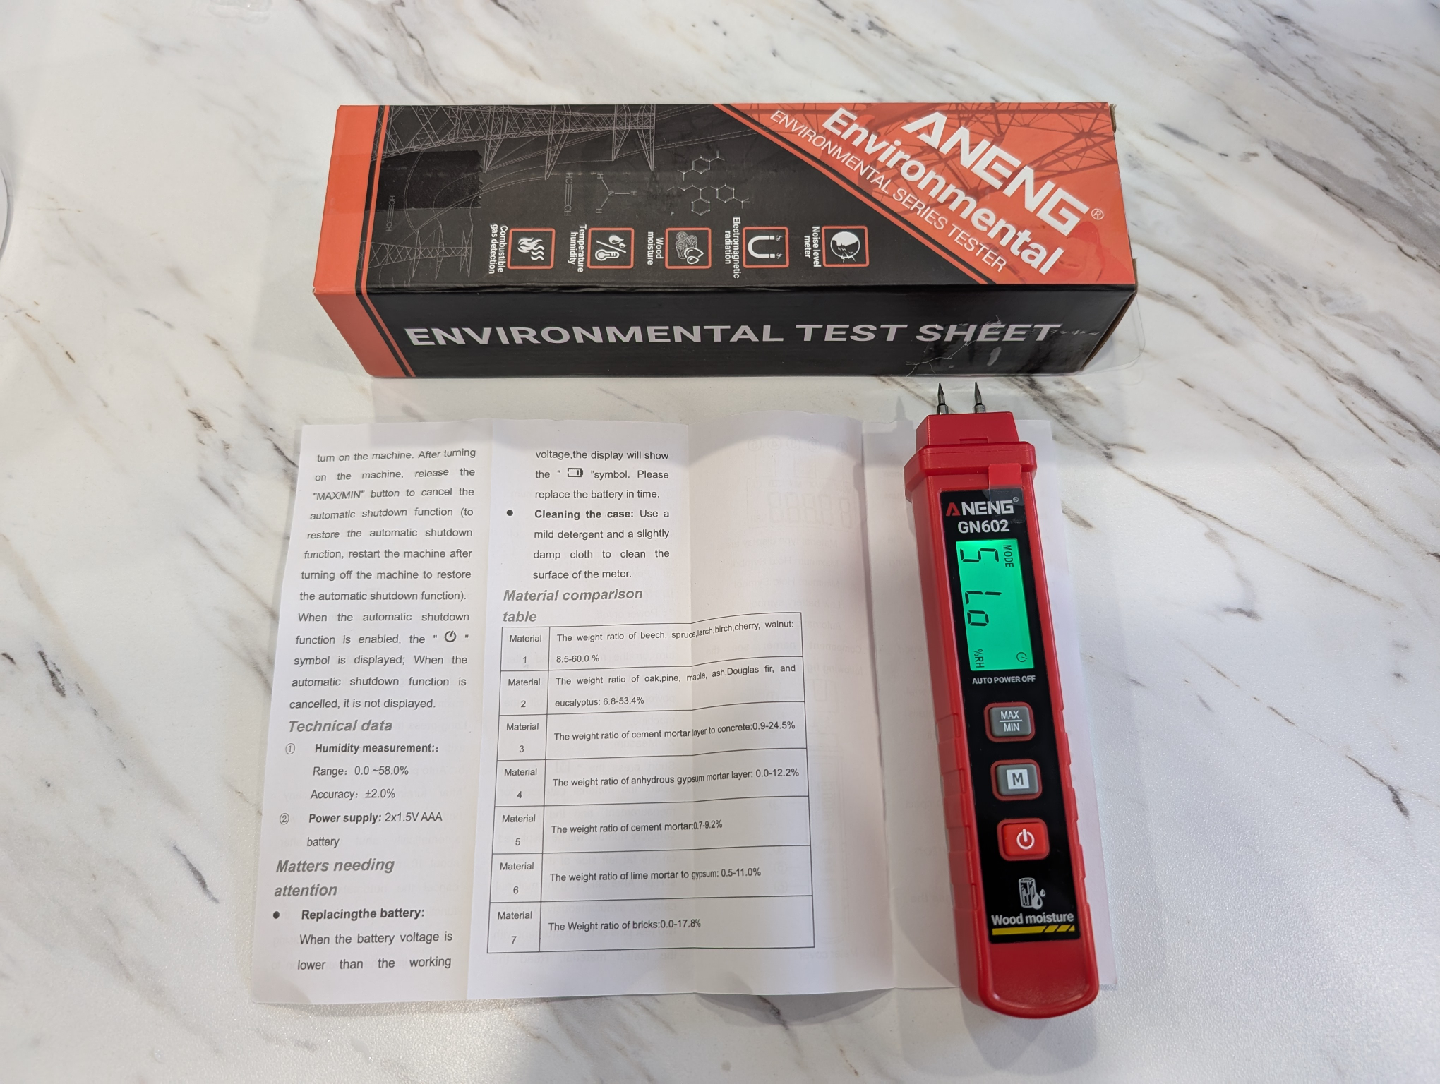 ANENG®
Environmental
ENVIRONMENTAL SERIES TESTER
Noise level
meter
Electromagnetic
radiation
Wood
moisture
Temperature
humidity
Combustible
gas detection
ENVIRONMENTAL TEST SHEET
turn on the machine. After turning
on the machine, release the
"MAX/MIN" button to cancel the
automatic shutdown function (to
restore the automatic shutdown
function, restart the machine after
turning off the machine to restore
the automatic shutdown function).
When the automatic shutdown
function is enabled, the " "
symbol is displayed; When the
automatic shutdown function is
cancelled, it is not displayed.
Technical data
① Humidity measurement::
Range: 0.0 ~58.0%
Accuracy: ±2.0%
② Power supply: 2x1.5V AAA
battery
Matters needing
attention
● Replacingthe battery:
When the battery voltage is
lower than the working
voltage,the display will show
the " "symbol. Please
replace the battery in time.
● Cleaning the case: Use a
mild detergent and a slightly
damp cloth to clean the
surface of the meter.
Material comparison
table
Material
1
The weight ratio of beech spruce,larch,birch,cherry, walnut:
8.5-60.0 %
Material
2
The weight ratio of oak,pine, maple, ash Douglas fir, and
eucalyptus: 6.6-53.4%
Material
3
The weight ratio of cement mortar layer to concrete:0.9-24.5%
Material
4
The weight ratio of anhydrous gypsum mortar layer: 0.0-12.2%
Material
5
The weight ratio of cement mortar:0.7-9.2%
Material
6
The weight ratio of lime mortar to gypsum: 0.5-11.0%
Material
7
The Weight ratio of bricks:0.0-17.8%
ANENG®
GN602
MODE
5
Lo
%RH
AUTO POWER OFF
MAX
MIN
M
Wood moisture